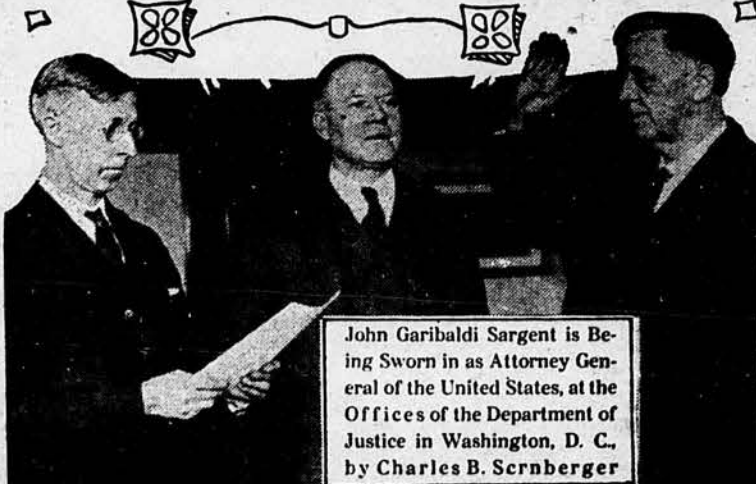 John Garibaldi Sargent is Be-
ing Sworn in as Attorney Gen-
eral of the United States, at the
Offices of the Department of
Justice in Washington, D. C.,
by Charles B. Scrnberger